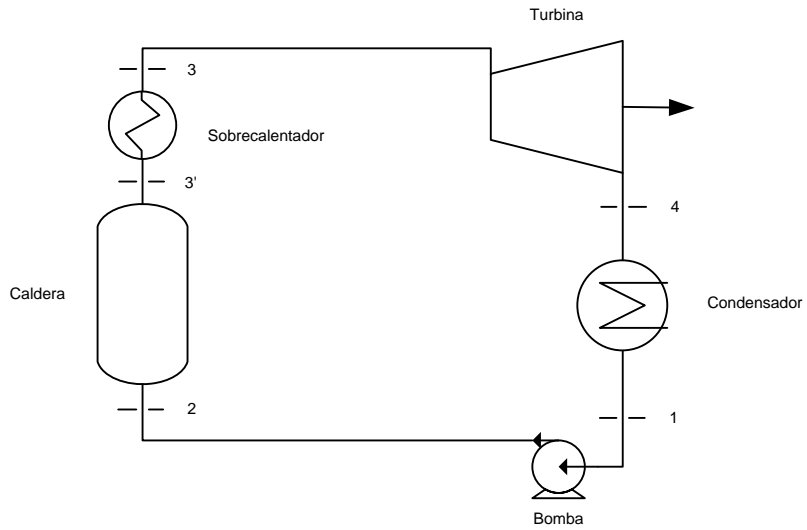 Turbina
3
Sobrecalentador
3'
4
Caldera
Condensador
2
1
Bomba